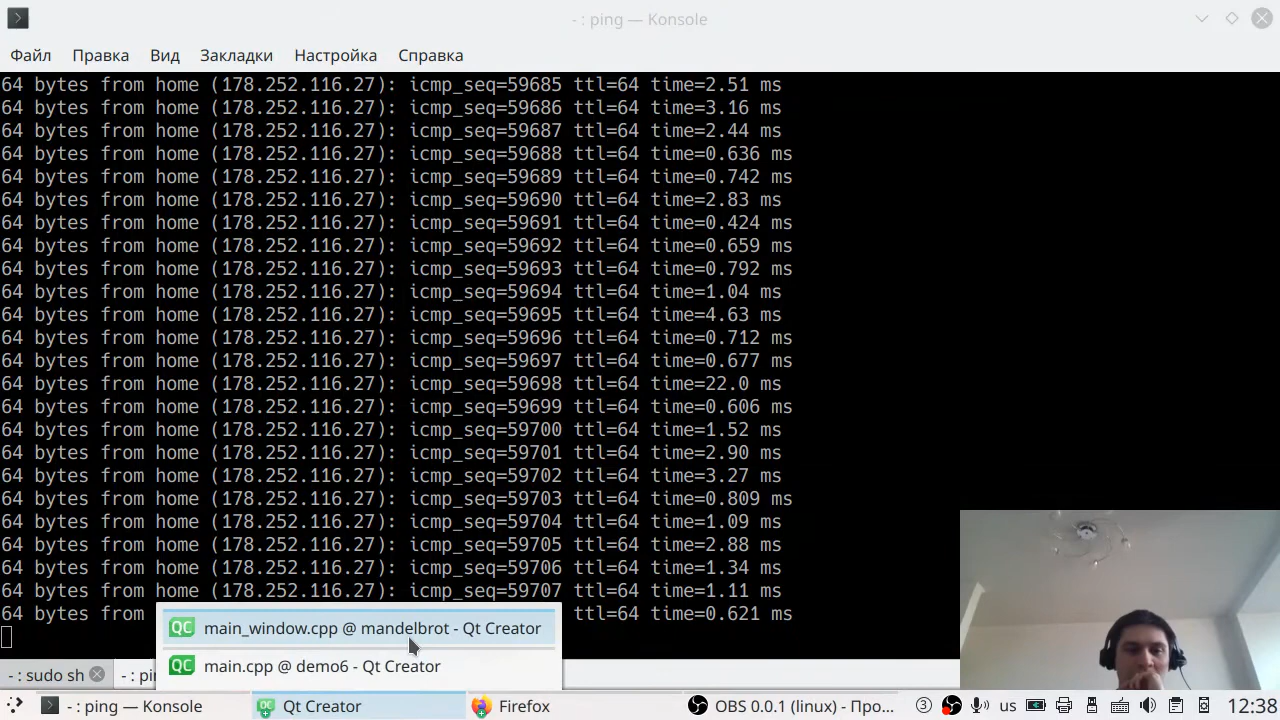 - : ping — Konsole
Файл Правка Вид Закладки Настройка Справка
64 bytes from home (178.252.116.27): icmp_seq=59685 ttl=64 time=2.51 ms
64 bytes from home (178.252.116.27): icmp_seq=59686 ttl=64 time=3.16 ms
64 bytes from home (178.252.116.27): icmp_seq=59687 ttl=64 time=2.44 ms
64 bytes from home (178.252.116.27): icmp_seq=59688 ttl=64 time=0.636 ms
64 bytes from home (178.252.116.27): icmp_seq=59689 ttl=64 time=0.742 ms
64 bytes from home (178.252.116.27): icmp_seq=59690 ttl=64 time=2.83 ms
64 bytes from home (178.252.116.27): icmp_seq=59691 ttl=64 time=0.424 ms
64 bytes from home (178.252.116.27): icmp_seq=59692 ttl=64 time=0.659 ms
64 bytes from home (178.252.116.27): icmp_seq=59693 ttl=64 time=0.792 ms
64 bytes from home (178.252.116.27): icmp_seq=59694 ttl=64 time=1.04 ms
64 bytes from home (178.252.116.27): icmp_seq=59695 ttl=64 time=4.63 ms
64 bytes from home (178.252.116.27): icmp_seq=59696 ttl=64 time=0.712 ms
64 bytes from home (178.252.116.27): icmp_seq=59697 ttl=64 time=0.677 ms
64 bytes from home (178.252.116.27): icmp_seq=59698 ttl=64 time=22.0 ms
64 bytes from home (178.252.116.27): icmp_seq=59699 ttl=64 time=0.606 ms
64 bytes from home (178.252.116.27): icmp_seq=59700 ttl=64 time=1.52 ms
64 bytes from home (178.252.116.27): icmp_seq=59701 ttl=64 time=2.90 ms
64 bytes from home (178.252.116.27): icmp_seq=59702 ttl=64 time=3.27 ms
64 bytes from home (178.252.116.27): icmp_seq=59703 ttl=64 time=0.809 ms
64 bytes from home (178.252.116.27): icmp_seq=59704 ttl=64 time=1.09 ms
64 bytes from home (178.252.116.27): icmp_seq=59705 ttl=64 time=2.88 ms
64 bytes from home (178.252.116.27): icmp_seq=59706 ttl=64 time=1.34 ms
64 bytes from home (178.252.116.27): icmp_seq=59707 ttl=64 time=1.11 ms
64 bytes from ttl=64 time=0.621 ms
QC main_window.cpp @ mandelbrot - Qt Creator
QC main.cpp @ demo6 - Qt Creator
- : sudo sh - : pin
- : ping — Konsole QC Qt Creator Firefox OBS 0.0.1 (linux) - Про... 3 us 12:38